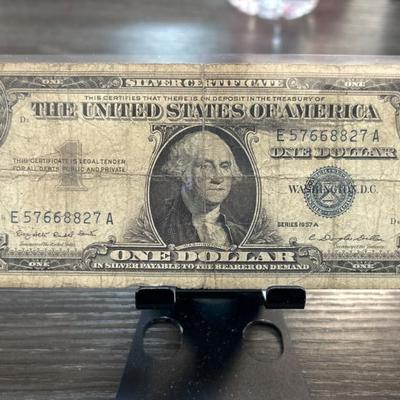 ONE SILVER CERTIFICATE ONE
THIS CERTIFIES THAT THERE IS ON DEPOSIT IN THE TREASURY OF
THE UNITED STATES OF AMERICA
D
E 57668827 A
1
ONE DOLLAR
THIS CERTIFICATE IS LEGAL TENDER
FOR ALL DEBTS PUBLIC AND PRIVATE
WASHINGTON, D.C.
E 57668827 A
D
SERIES 1957 A
ONE DOLLAR
ONE IN SILVER PAYABLE TO THE BEARER ON DEMAND ONE